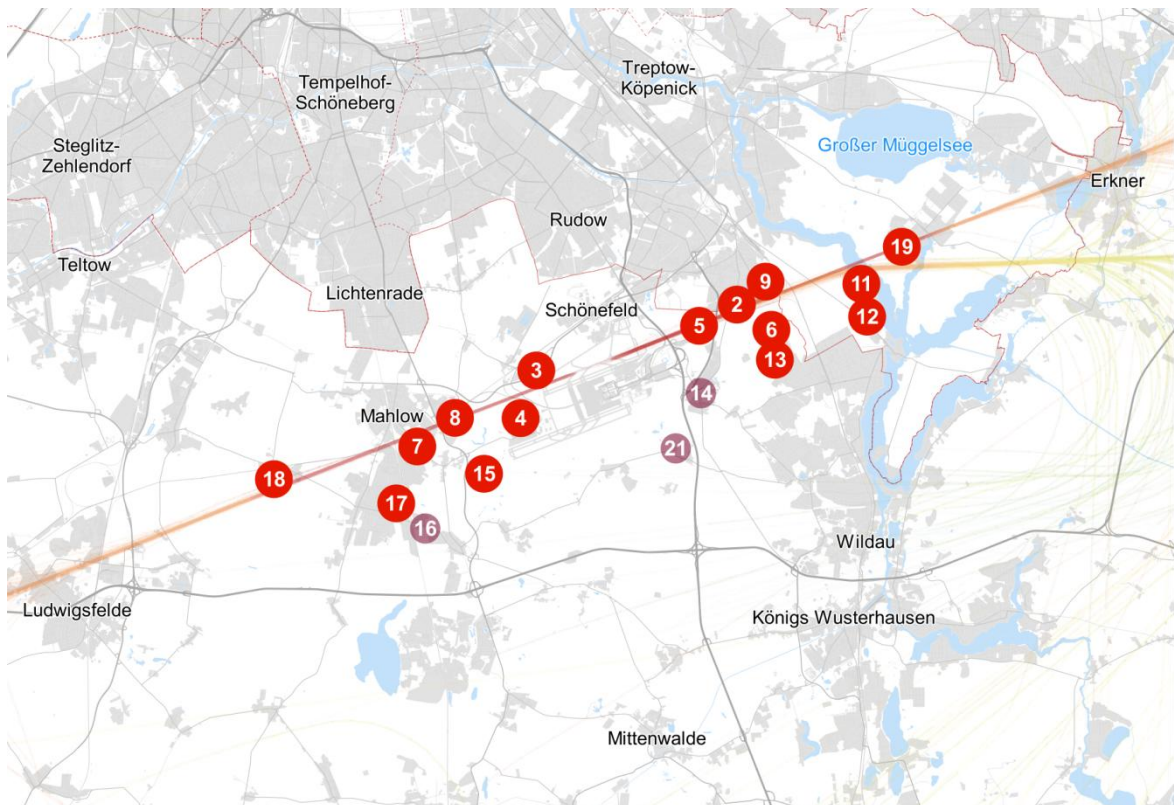 Tempelhof-
Schöneberg
Treptow-
Köpenick
Steglitz-
Zehlendorf
Großer Müggelsee
Erkner
Rudow
19
Teltow
9
11
Lichtenrade
Schönefeld
2
12
5
6
13
3
14
Mahlow
8
4
7
21
18
15
17
16
Wildau
Ludwigsfelde
Königs Wusterhausen
Mittenwalde